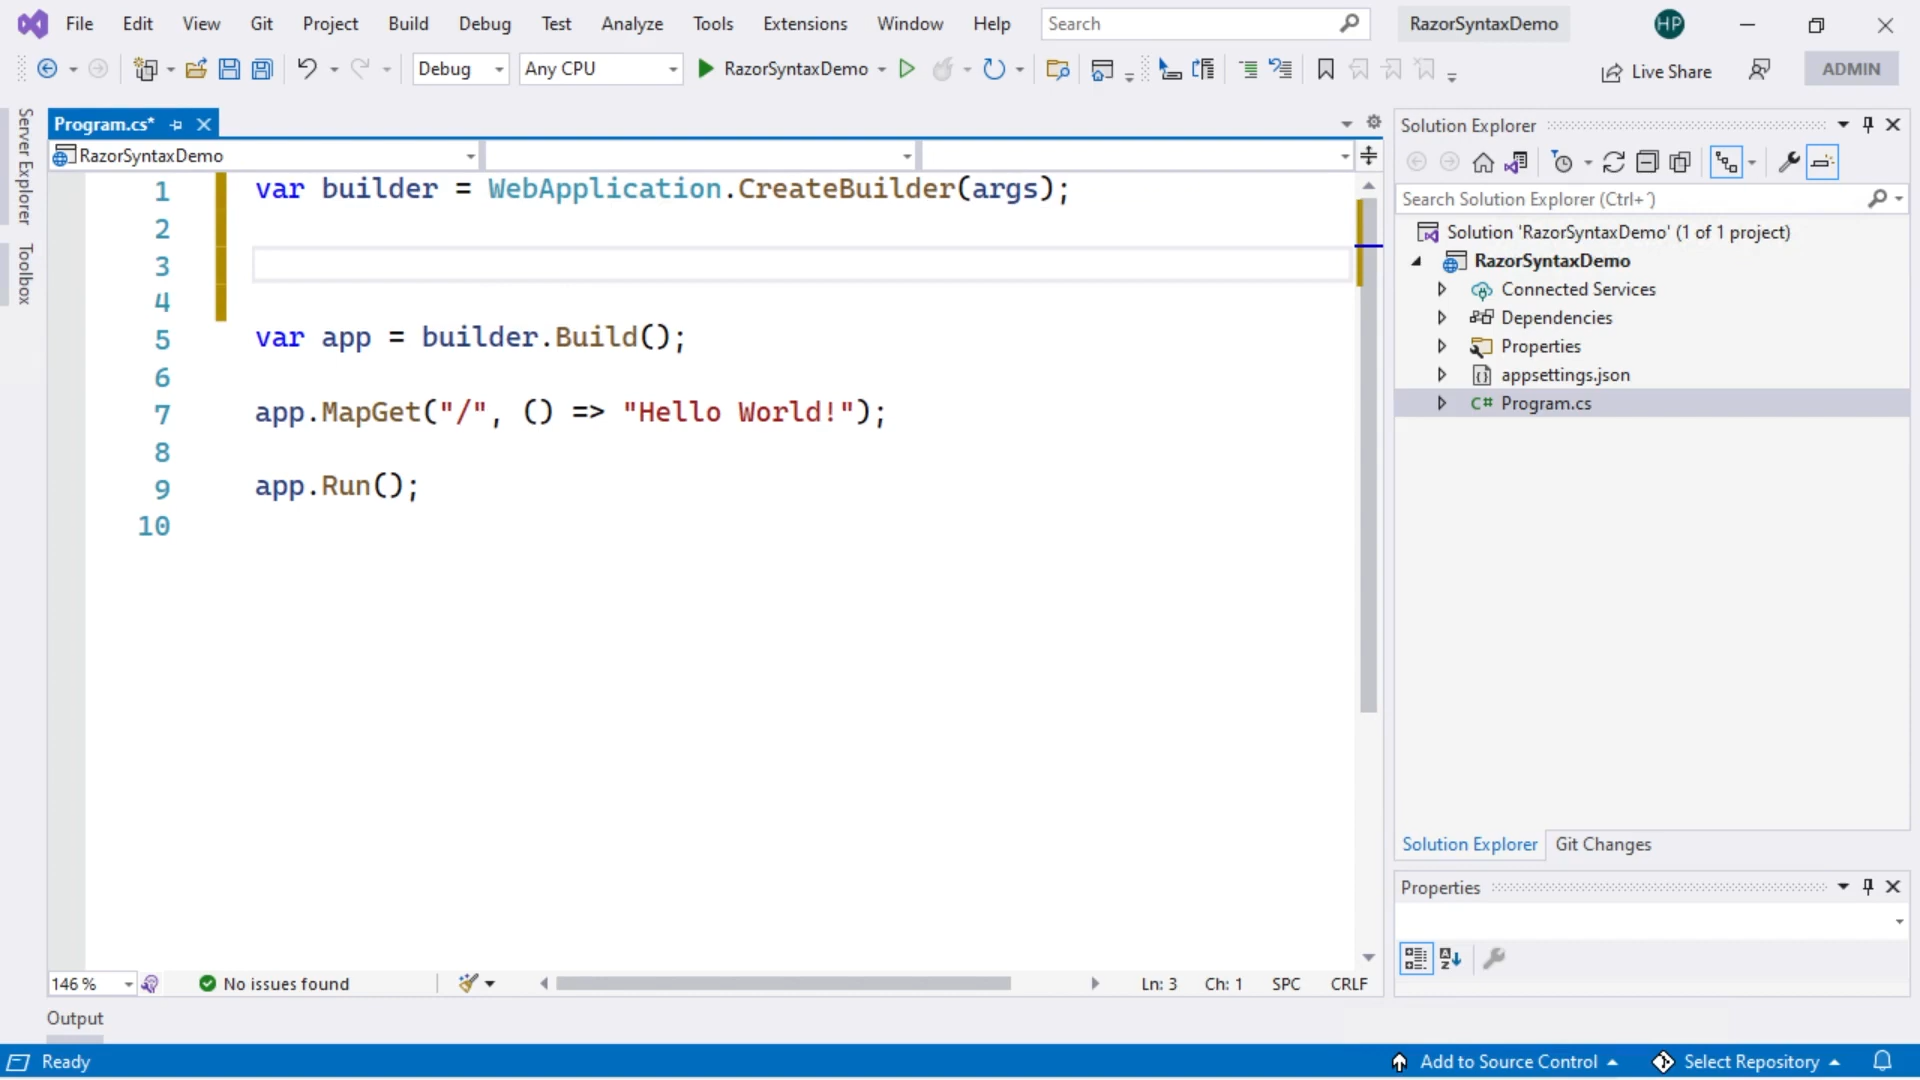 File Edit View Git Project Build Debug Test Analyze Tools Extensions Window Help Search RazorSyntaxDemo HP
Debug Any CPU RazorSyntaxDemo Live Share ADMIN
Server Explorer
Toolbox
Program.cs*
RazorSyntaxDemo
1 var builder = WebApplication.CreateBuilder(args);
2
3
4
5 var app = builder.Build();
6
7 app.MapGet("/", () => "Hello World!");
8
9 app.Run();
10
146 % No issues found Ln: 3 Ch: 1 SPC CRLF
Output
Solution Explorer
Search Solution Explorer (Ctrl+´)
Solution 'RazorSyntaxDemo' (1 of 1 project)
RazorSyntaxDemo
Connected Services
Dependencies
Properties
appsettings.json
C# Program.cs
Solution Explorer Git Changes
Properties
Ready Add to Source Control Select Repository